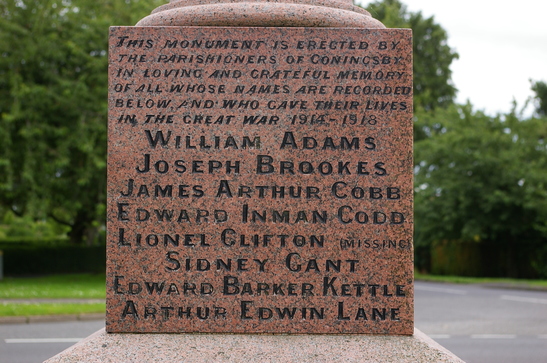 THIS MONUMENT IS ERECTED BY
THE PARISHIONERS OF CONINGSBY,
IN LOVING AND GRATEFUL MEMORY,
OF ALL WHOSE NAMES ARE RECORDED
BELOW, AND WHO GAVE THEIR LIVES
IN THE GREAT WAR 1914-1918
WILLIAM ADAMS
JOSEPH BROOKES
JAMES ARTHUR COBB
EDWARD INMAN CODD
LIONEL CLIFTON (MISSING)
SIDNEY GANT
EDWARD BARKER KETTLE
ARTHUR EDWIN LANE